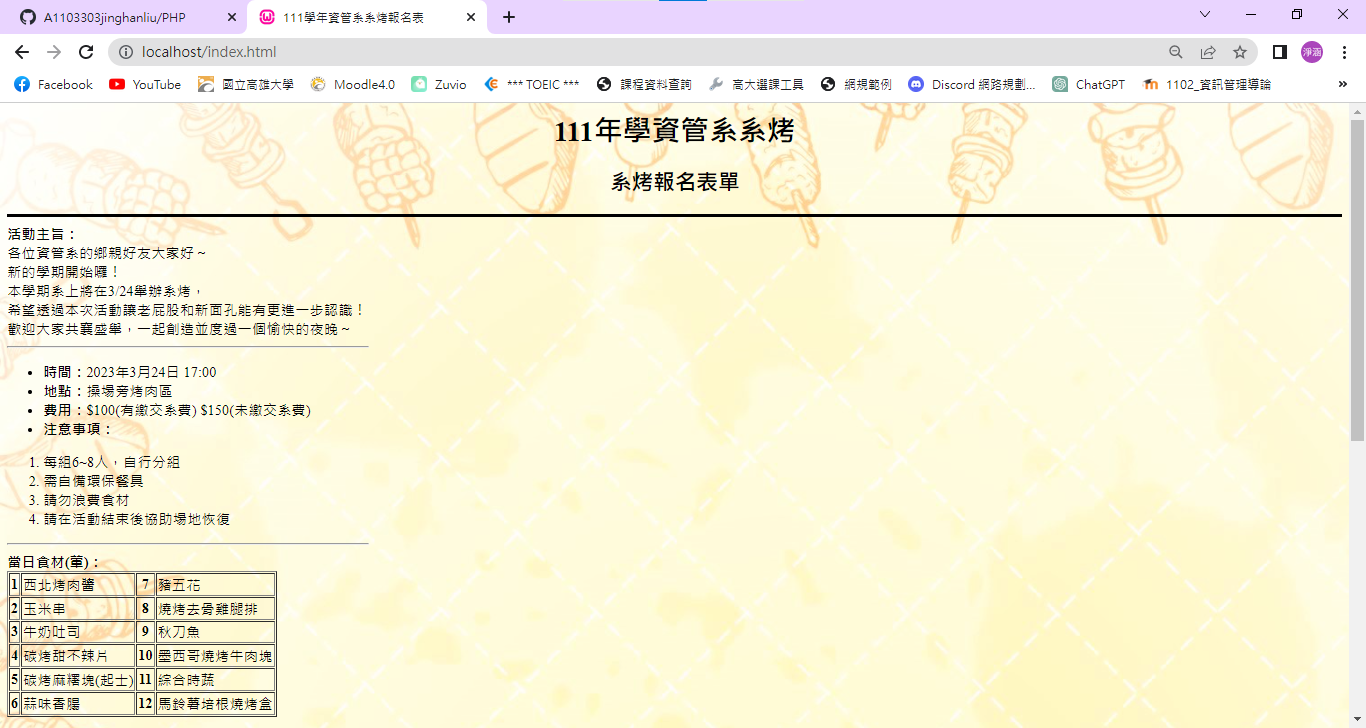 A1103303jinghanliu/PHP
111學年資管系系烤報名表
localhost/index.html
淨涵
Facebook YouTube 國立高雄大學 Moodle4.0 Zuvio *** TOEIC *** 課程資料查詢 高大選課工具 網規範例 Discord 網路規劃... ChatGPT 1102_資訊管理導論 »
111年學資管系系烤
系烤報名表單
活動主旨：
各位資管系的鄉親好友大家好～
新的學期開始囉！
本學期系上將在3/24舉辦系烤，
希望透過本次活動讓老屁股和新面孔能有更進一步認識！
歡迎大家共襄盛舉，一起創造並度過一個愉快的夜晚～
• 時間：2023年3月24日 17:00
• 地點：操場旁烤肉區
• 費用：$100(有繳交系費) $150(未繳交系費)
• 注意事項：
1. 每組6~8人，自行分組
2. 需自備環保餐具
3. 請勿浪費食材
4. 請在活動結束後協助場地恢復
當日食材(葷)：
1 西北烤肉醬 7 豬五花
2 玉米串 8 燒烤去骨雞腿排
3 牛奶吐司 9 秋刀魚
4 碳烤甜不辣片 10 墨西哥燒烤牛肉塊
5 碳烤麻糬塊(起士) 11 綜合時蔬
6 蒜味香腸 12 馬鈴薯培根燒烤盒